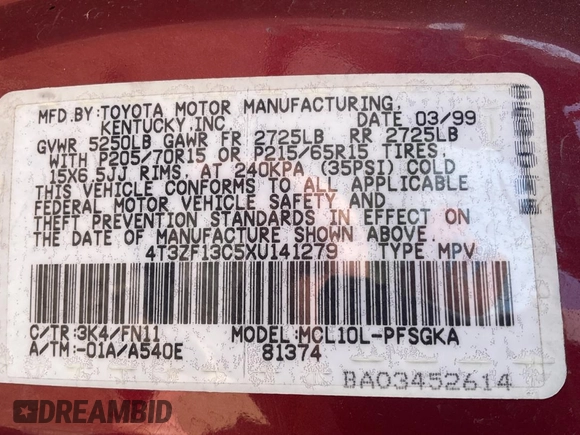 MFD.BY:TOYOTA MOTOR MANUFACTURING,
KENTUCKY,INC. DATE 03/99
GVWR 5250LB GAWR FR 2725LB RR 2725LB
WITH P205/70R15 OR P215/65R15 TIRES,
15X6.5JJ RIMS, AT 240KPA (35PSI) COLD
THIS VEHICLE CONFORMS TO ALL APPLICABLE
FEDERAL MOTOR VEHICLE SAFETY AND
THEFT PREVENTION STANDARDS IN EFFECT ON
THE DATE OF MANUFACTURE SHOWN ABOVE.
4T3ZF13C5XU141279 TYPE MPV
C/TR:3K4/FN11 MODEL:MCL10L-PFSGKA
A/TM:-01A/A540E 81374
BA03452614
DREAMBID